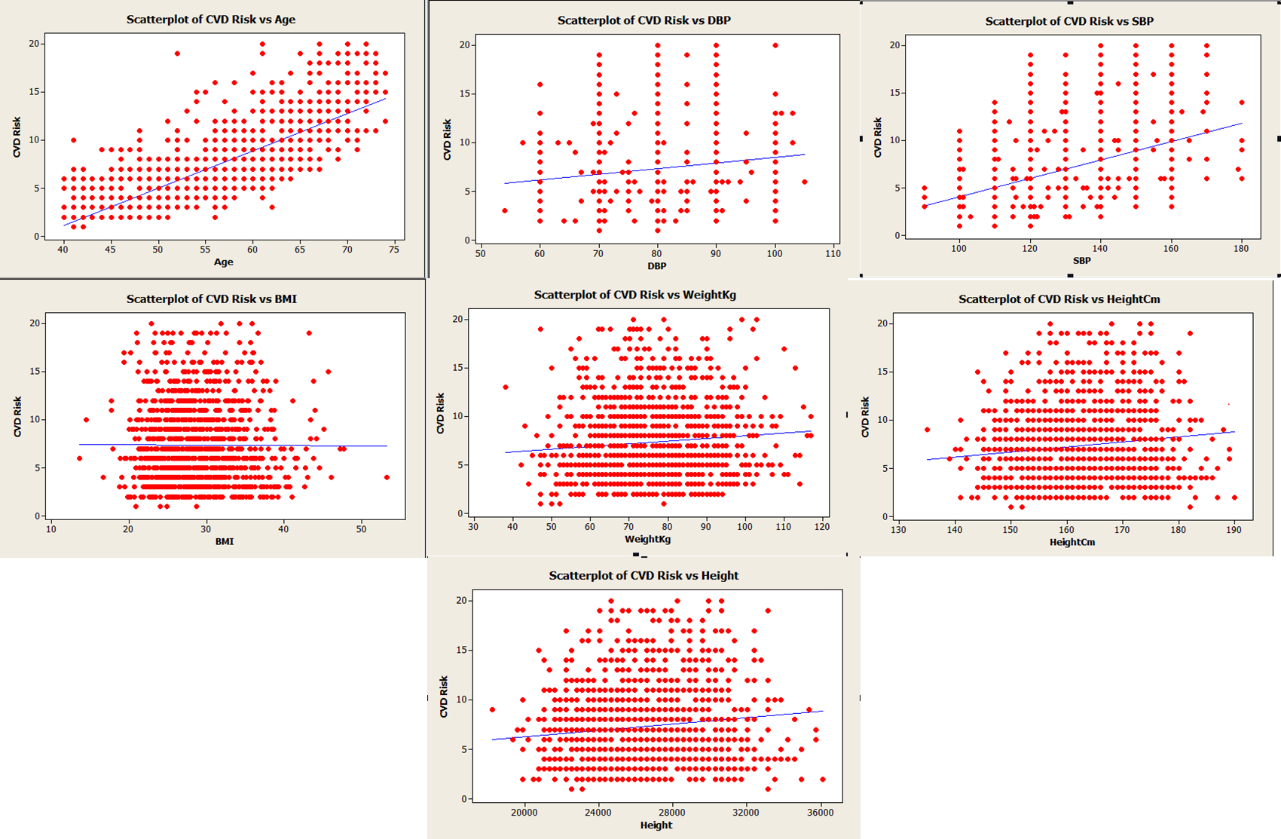 Scatterplot of CVD Risk vs Age
CVD Risk
20
15
10
5
0
40 45 50 55 60 65 70 75
Age
Scatterplot of CVD Risk vs DBP
CVD Risk
20
15
10
5
0
50 60 70 80 90 100 110
DBP
Scatterplot of CVD Risk vs SBP
CVD Risk
20
15
10
5
0
100 120 140 160 180
SBP
Scatterplot of CVD Risk vs BMI
CVD Risk
20
15
10
5
0
10 20 30 40 50
BMI
Scatterplot of CVD Risk vs WeightKg
CVD Risk
20
15
10
5
0
30 40 50 60 70 80 90 100 110 120
WeightKg
Scatterplot of CVD Risk vs HeightCm
CVD Risk
20
15
10
5
0
130 140 150 160 170 180 190
HeightCm
Scatterplot of CVD Risk vs Height
CVD Risk
20
15
10
5
0
20000 24000 28000 32000 36000
Height